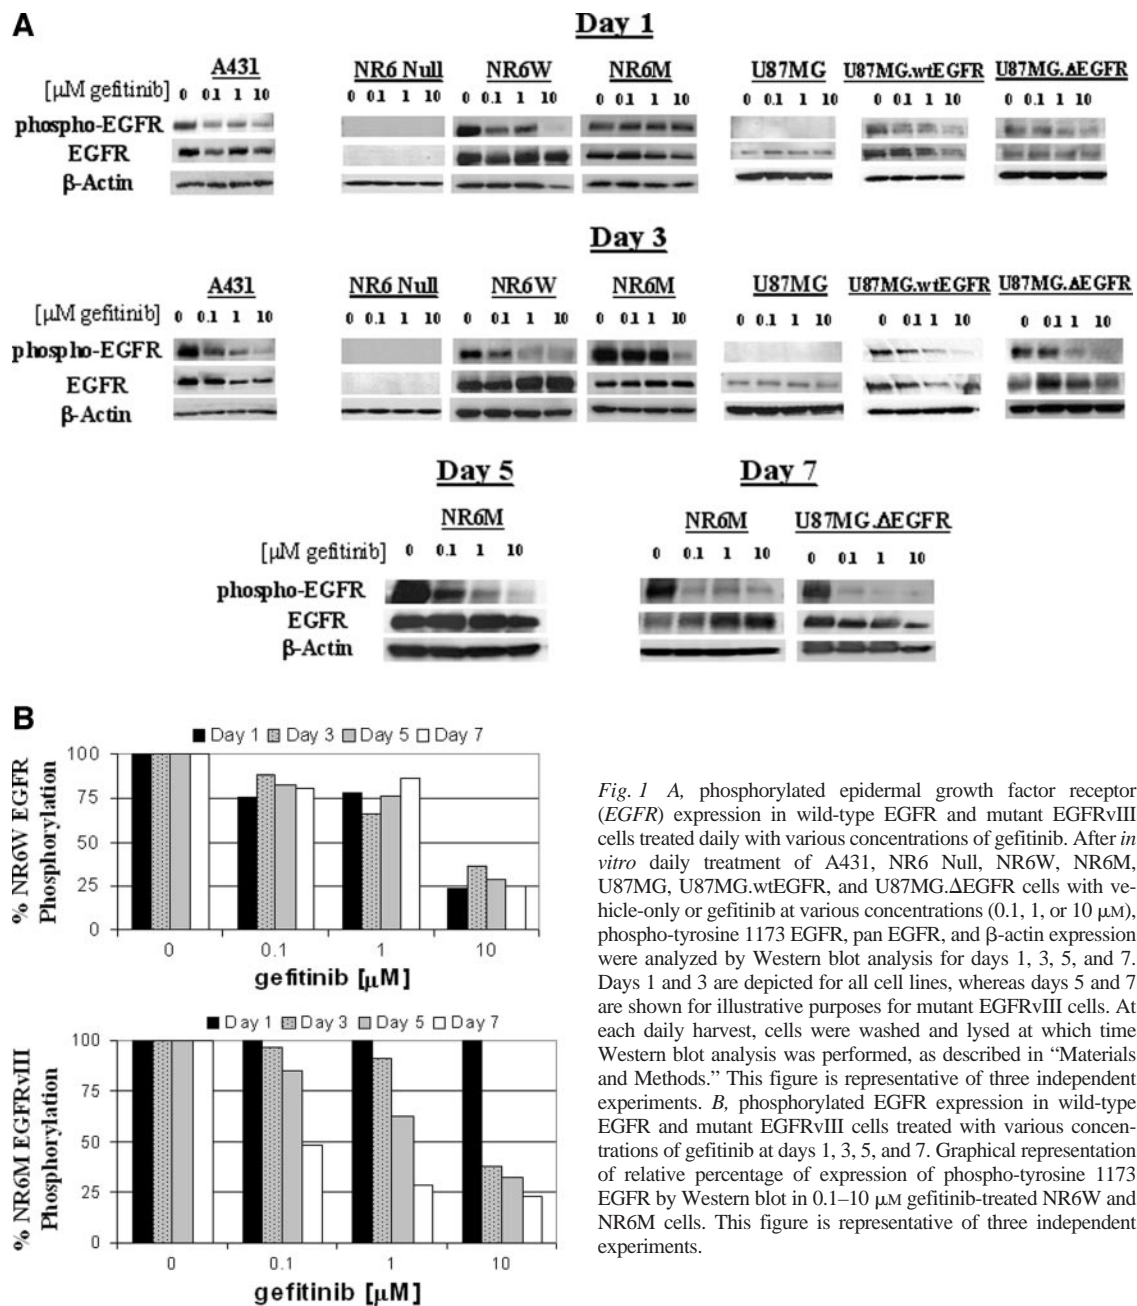 A
Day 1
A431 NR6 Null NR6W NR6M U87MG U87MG.wtEGFR U87MG.ΔEGFR
[μM gefitinib] 0 0.1 1 10 0 0.1 1 10 0 0.1 1 10 0 0.1 1 10 0 0.1 1 10 0 0.1 1 10 0 0.1 1 10
phospho-EGFR
EGFR
β-Actin
Day 3
A431 NR6 Null NR6W NR6M U87MG U87MG.wtEGFR U87MG.ΔEGFR
[μM gefitinib] 0 0.1 1 10 0 0.1 1 10 0 0.1 1 10 0 0.1 1 10 0 0.1 1 10 0 0.1 1 10 0 0.1 1 10
phospho-EGFR
EGFR
β-Actin
Day 5 Day 7
NR6M NR6M U87MG.ΔEGFR
[μM gefitinib] 0 0.1 1 10 0 0.1 1 10 0 0.1 1 10
phospho-EGFR
EGFR
β-Actin
B
Day 1 Day 3 Day 5 Day 7
% NR6W EGFR
Phosphorylation
100
75
50
25
0
0 0.1 1 10
gefitinib [μM]
Day 1 Day 3 Day 5 Day 7
% NR6M EGFRvIII
Phosphorylation
100
75
50
25
0
0 0.1 1 10
gefitinib [μM]
Fig. 1 A, phosphorylated epidermal growth factor receptor
(EGFR) expression in wild-type EGFR and mutant EGFRvIII
cells treated daily with various concentrations of gefitinib. After in
vitro daily treatment of A431, NR6 Null, NR6W, NR6M,
U87MG, U87MG.wtEGFR, and U87MG.ΔEGFR cells with ve-
hicle-only or gefitinib at various concentrations (0.1, 1, or 10 μM),
phospho-tyrosine 1173 EGFR, pan EGFR, and β-actin expression
were analyzed by Western blot analysis for days 1, 3, 5, and 7.
Days 1 and 3 are depicted for all cell lines, whereas days 5 and 7
are shown for illustrative purposes for mutant EGFRvIII cells. At
each daily harvest, cells were washed and lysed at which time
Western blot analysis was performed, as described in “Materials
and Methods.” This figure is representative of three independent
experiments. B, phosphorylated EGFR expression in wild-type
EGFR and mutant EGFRvIII cells treated with various concen-
trations of gefitinib at days 1, 3, 5, and 7. Graphical representation
of relative percentage of expression of phospho-tyrosine 1173
EGFR by Western blot in 0.1–10 μM gefitinib-treated NR6W and
NR6M cells. This figure is representative of three independent
experiments.